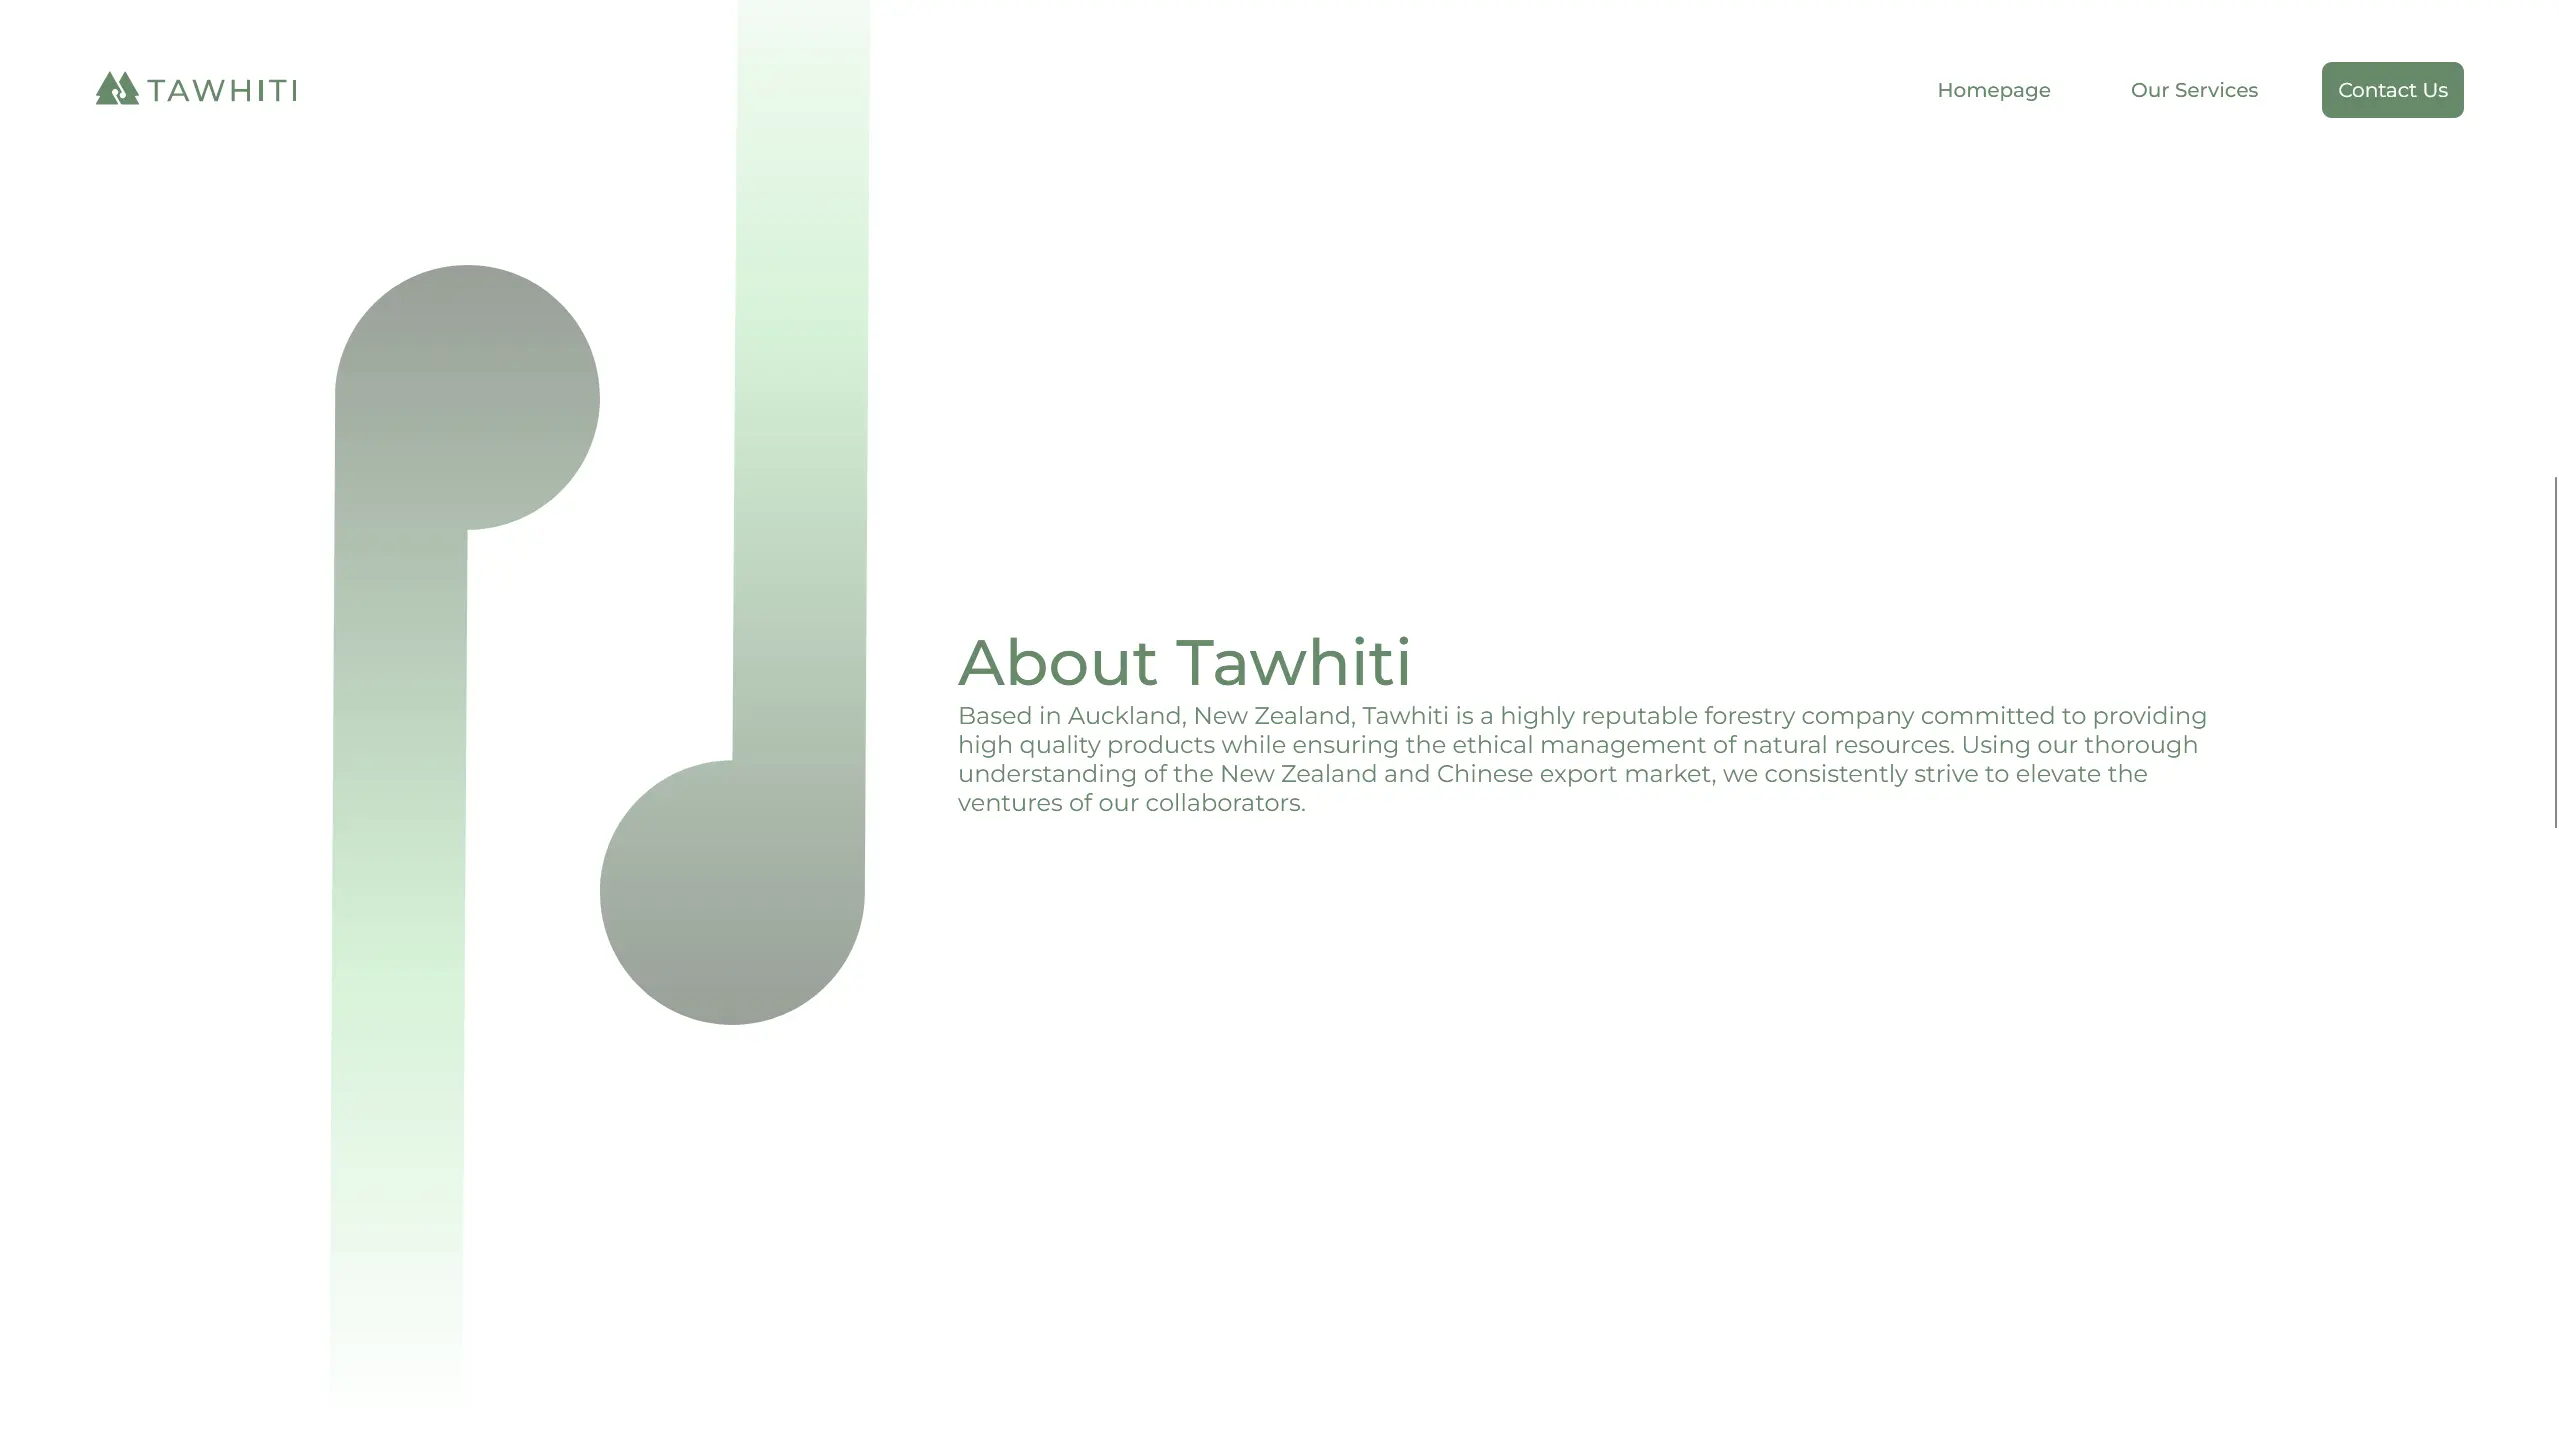 TAWHITI
Homepage
Our Services
Contact Us
About Tawhiti
Based in Auckland, New Zealand, Tawhiti is a highly reputable forestry company committed to providing
high quality products while ensuring the ethical management of natural resources. Using our thorough
understanding of the New Zealand and Chinese export market, we consistently strive to elevate the
ventures of our collaborators.